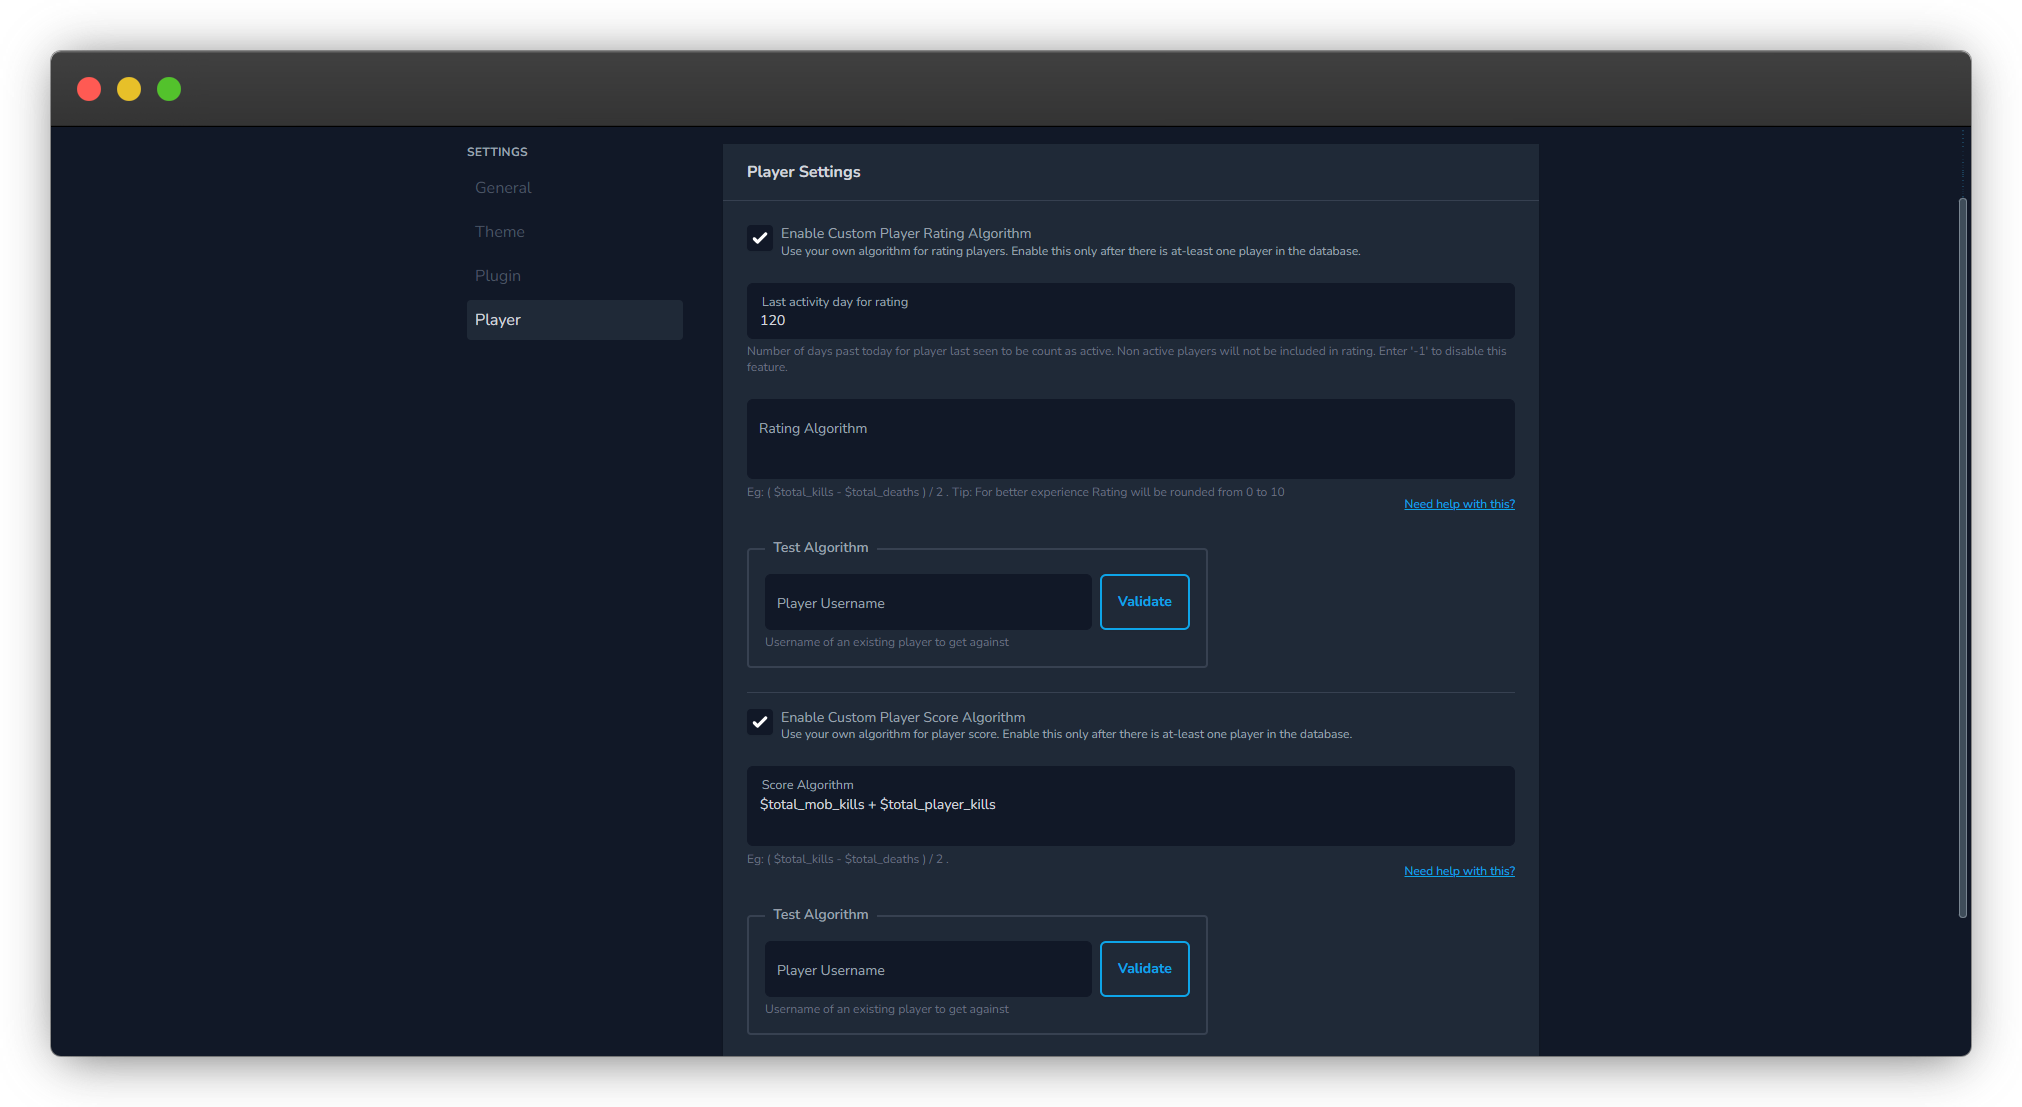 SETTINGS
General
Theme
Plugin
Player
Player Settings
Enable Custom Player Rating Algorithm
Use your own algorithm for rating players. Enable this only after there is at-least one player in the database.
Last activity day for rating
120
Number of days past today for player last seen to be count as active. Non active players will not be included in rating. Enter '-1' to disable this
feature.
Rating Algorithm
Eg: ( $total_kills - $total_deaths ) / 2 . Tip: For better experience Rating will be rounded from 0 to 10
Need help with this?
Test Algorithm
Player Username
Validate
Username of an existing player to get against
Enable Custom Player Score Algorithm
Use your own algorithm for player score. Enable this only after there is at-least one player in the database.
Score Algorithm
$total_mob_kills + $total_player_kills
Eg: ( $total_kills - $total_deaths ) / 2 .
Need help with this?
Test Algorithm
Player Username
Validate
Username of an existing player to get against